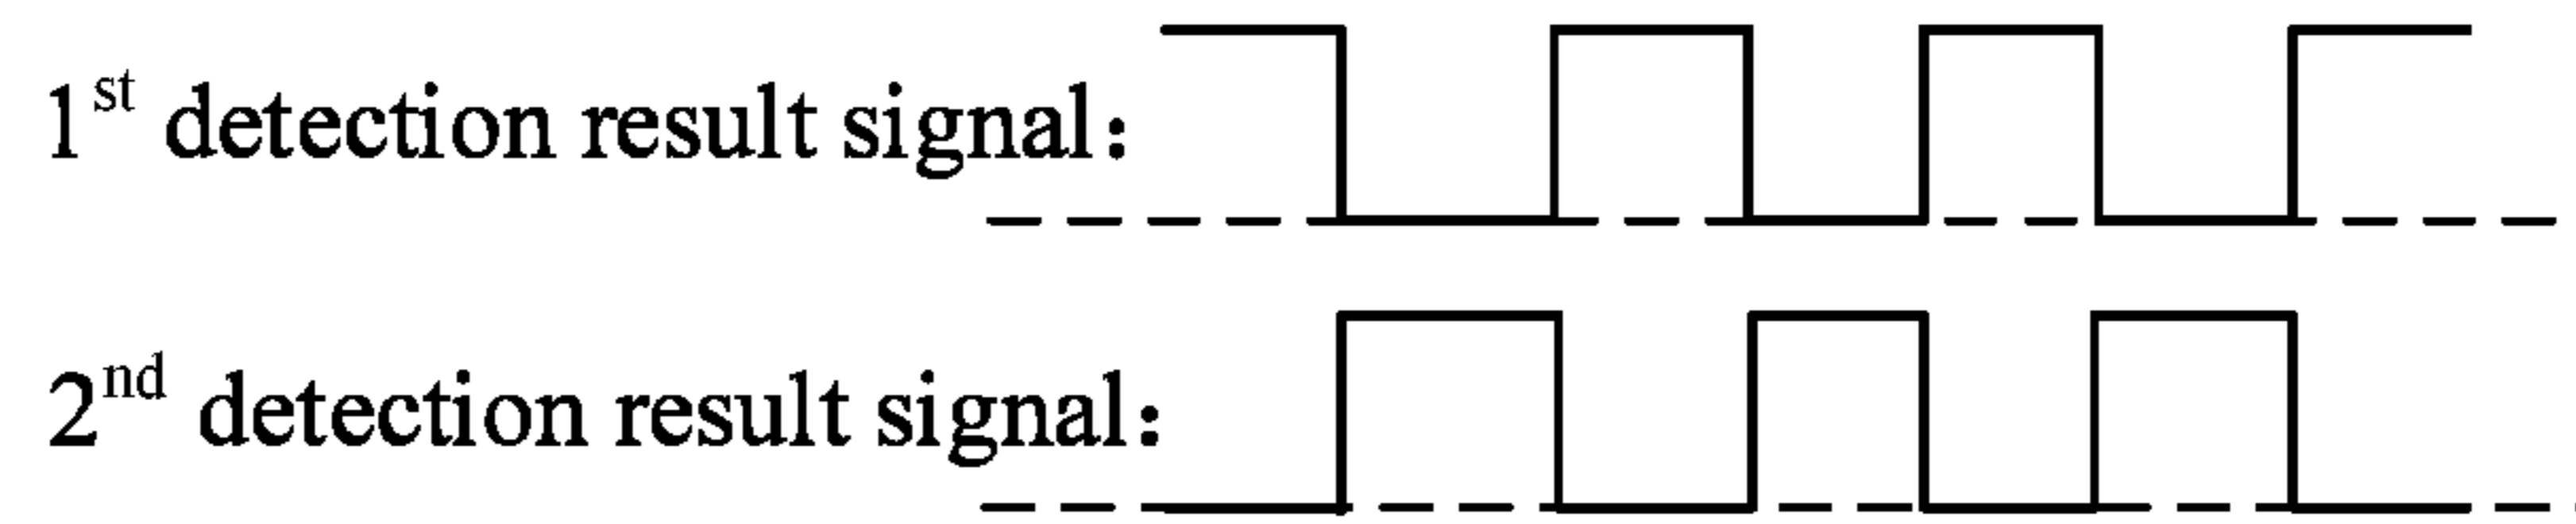 1st detection result signal:
2nd detection result signal: